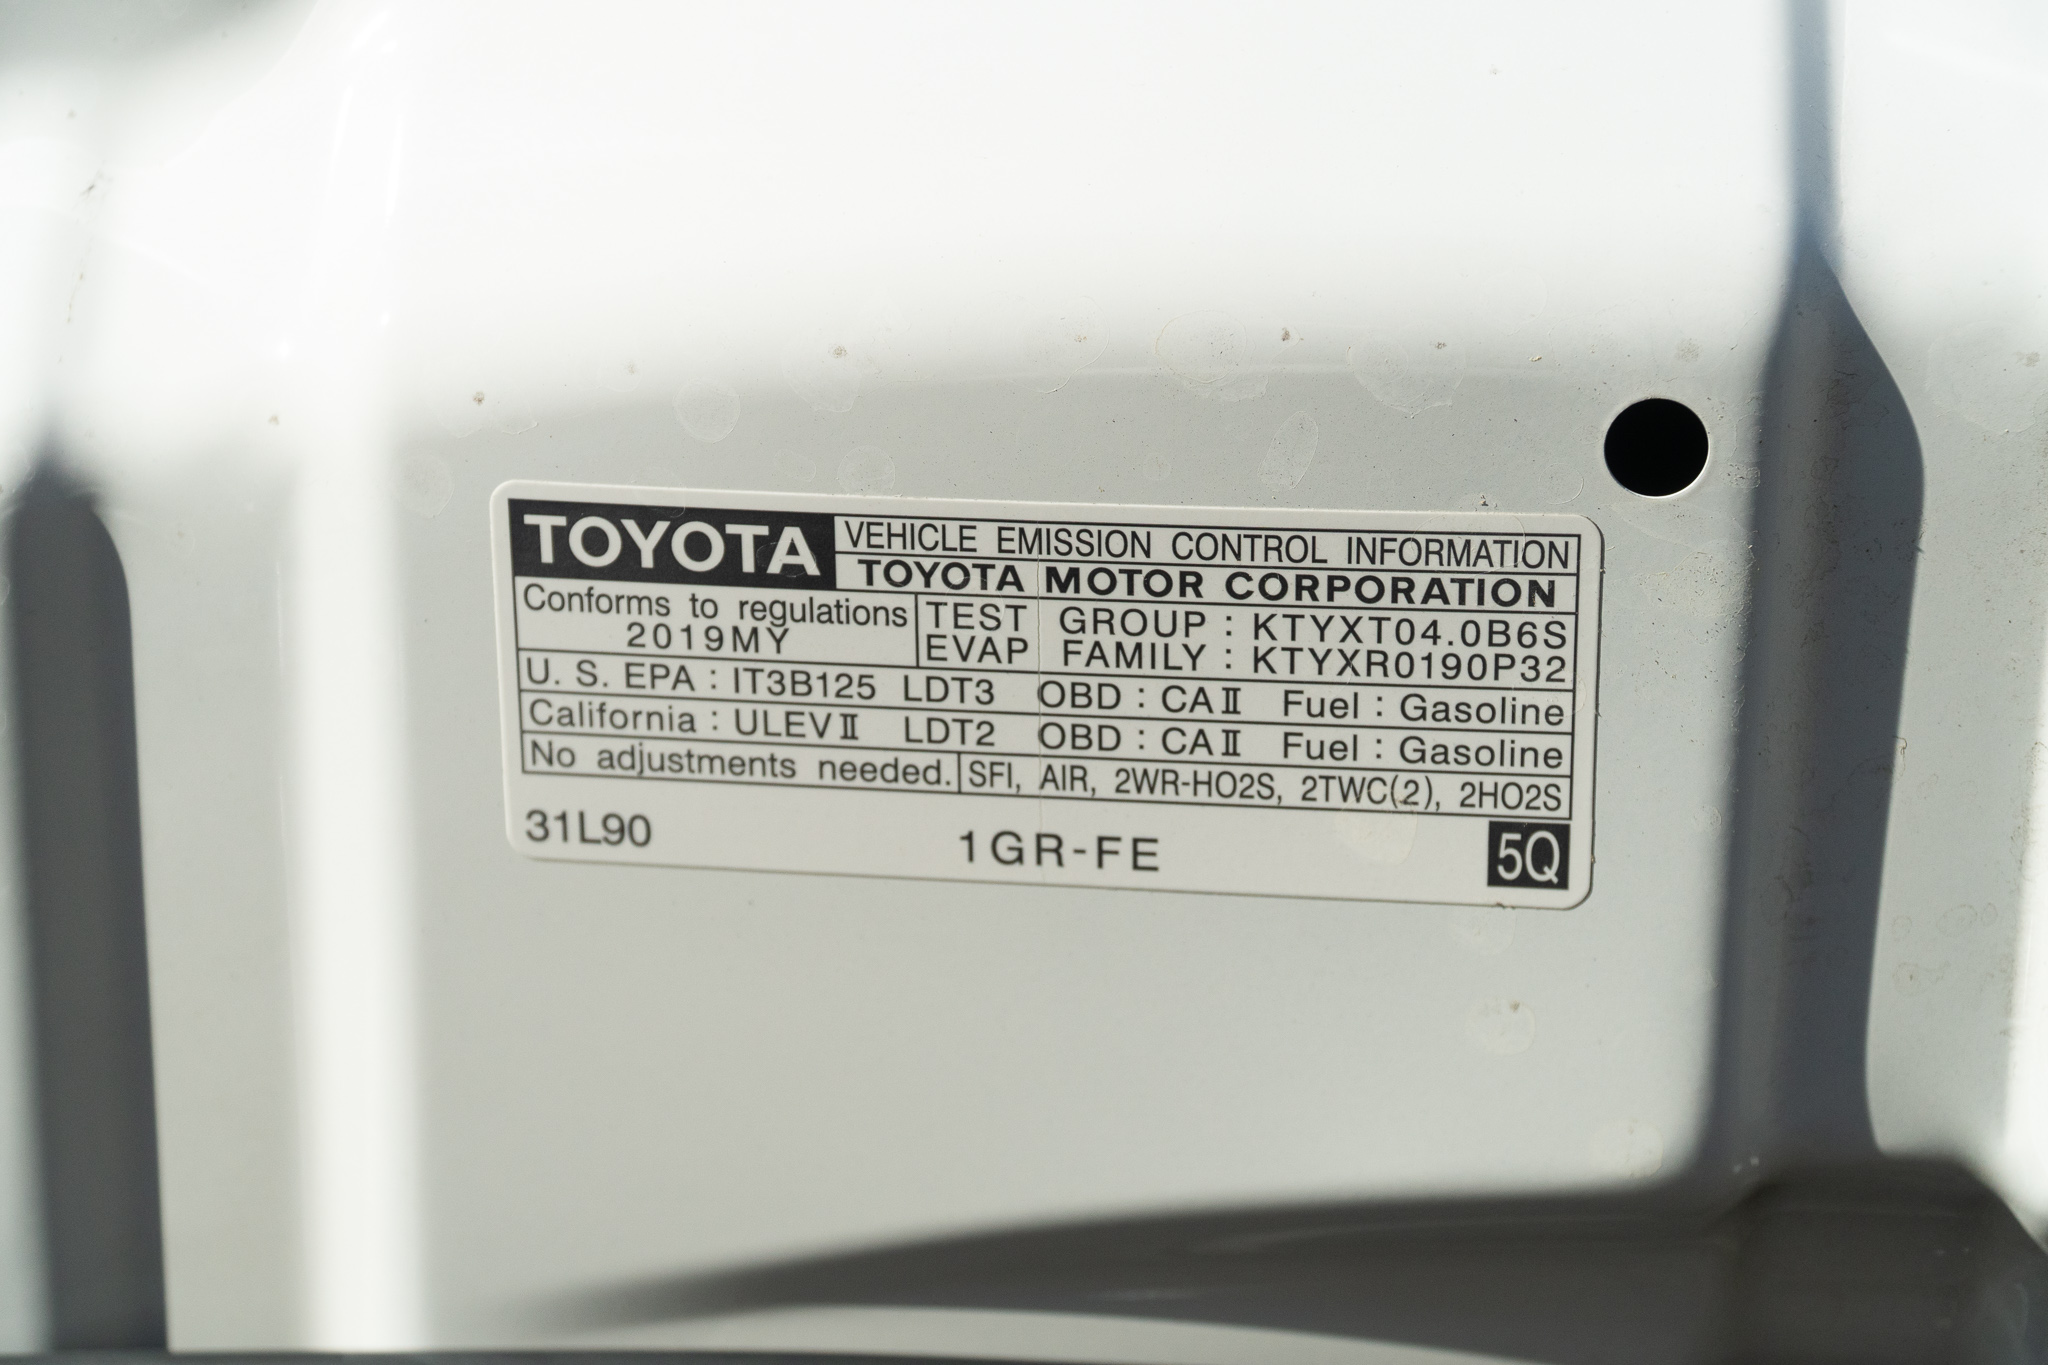 TOYOTA VEHICLE EMISSION CONTROL INFORMATION
TOYOTA MOTOR CORPORATION
Conforms to regulations
2019MY
TEST GROUP : KTYXT04.0B6S
EVAP FAMILY : KTYXR0190P32
U. S. EPA : IT3B125 LDT3 OBD : CAⅡ Fuel : Gasoline
California : ULEVⅡ LDT2 OBD : CAⅡ Fuel : Gasoline
No adjustments needed. SFI, AIR, 2WR-HO2S, 2TWC(2), 2HO2S
31L90 1GR-FE 5Q